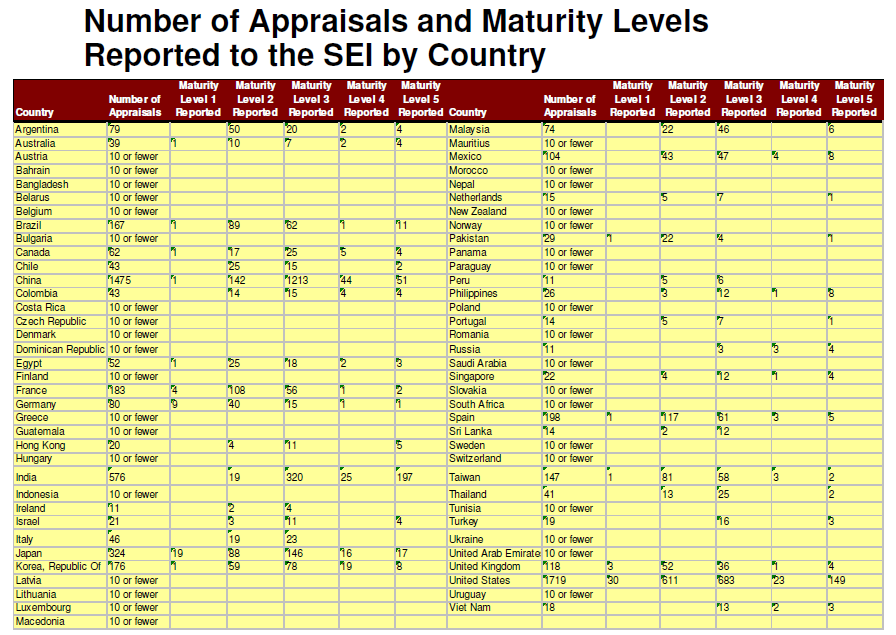 Number of Appraisals and Maturity Levels
Reported to the SEI by Country
Country Number of Appraisals Maturity Level 1 Reported Maturity Level 2 Reported Maturity Level 3 Reported Maturity Level 4 Reported Maturity Level 5 Reported Country Number of Appraisals Maturity Level 1 Reported Maturity Level 2 Reported Maturity Level 3 Reported Maturity Level 4 Reported Maturity Level 5 Reported
Argentina 79 50 20 2 4 Malaysia 74 22 46 6
Australia 39 1 10 7 2 4 Mauritius 10 or fewer
Austria 10 or fewer Mexico 104 43 47 4 8
Bahrain 10 or fewer Morocco 10 or fewer
Bangladesh 10 or fewer Nepal 10 or fewer
Belarus 10 or fewer Netherlands 15 5 7 1
Belgium 10 or fewer New Zealand 10 or fewer
Brazil 167 1 89 62 1 11 Norway 10 or fewer
Bulgaria 10 or fewer Pakistan 29 1 22 4 1
Canada 62 1 17 25 5 4 Panama 10 or fewer
Chile 43 25 15 2 Paraguay 10 or fewer
China 1475 1 142 1213 44 51 Peru 11 5 6
Colombia 43 14 15 4 4 Philippines 26 3 12 1 8
Costa Rica 10 or fewer Poland 10 or fewer
Czech Republic 10 or fewer Portugal 14 5 7 1
Denmark 10 or fewer Romania 10 or fewer
Dominican Republic 10 or fewer Russia 11 3 3 4
Egypt 52 1 25 18 2 3 Saudi Arabia 10 or fewer
Finland 10 or fewer Singapore 22 4 12 1 4
France 183 4 108 56 1 2 Slovakia 10 or fewer
Germany 80 9 40 15 1 1 South Africa 10 or fewer
Greece 10 or fewer Spain 198 1 117 61 3 5
Guatemala 10 or fewer Sri Lanka 14 2 12
Hong Kong 20 4 11 5 Sweden 10 or fewer
Hungary 10 or fewer Switzerland 10 or fewer
India 576 19 320 25 197 Taiwan 147 1 81 58 3 2
Indonesia 10 or fewer Thailand 41 13 25 2
Ireland 11 2 4 Tunisia 10 or fewer
Israel 21 3 11 4 Turkey 19 16 3
Italy 46 19 23 Ukraine 10 or fewer
Japan 324 19 88 146 16 17 United Arab Emirate 10 or fewer
Korea, Republic Of 176 1 59 78 19 8 United Kingdom 118 3 52 36 1 4
Latvia 10 or fewer United States 1719 30 611 683 23 149
Lithuania 10 or fewer Uruguay 10 or fewer
Luxembourg 10 or fewer Viet Nam 18 13 2 3
Macedonia 10 or fewer